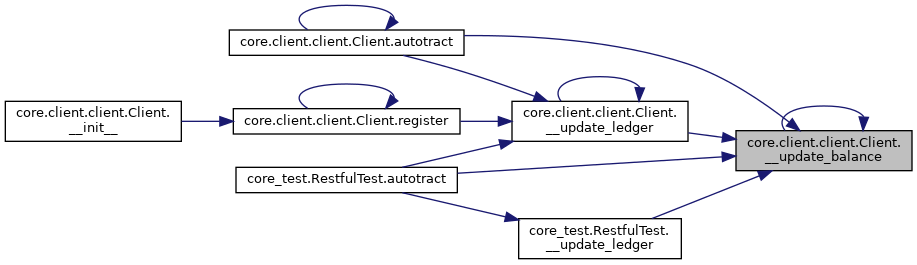 core.client.client.Client.autotract
core.client.client.Client.
__init__
core.client.client.Client.register
core.client.client.Client.
__update_ledger
core.client.client.Client.
__update_balance
core_test.RestfulTest.autotract
core_test.RestfulTest.
__update_ledger